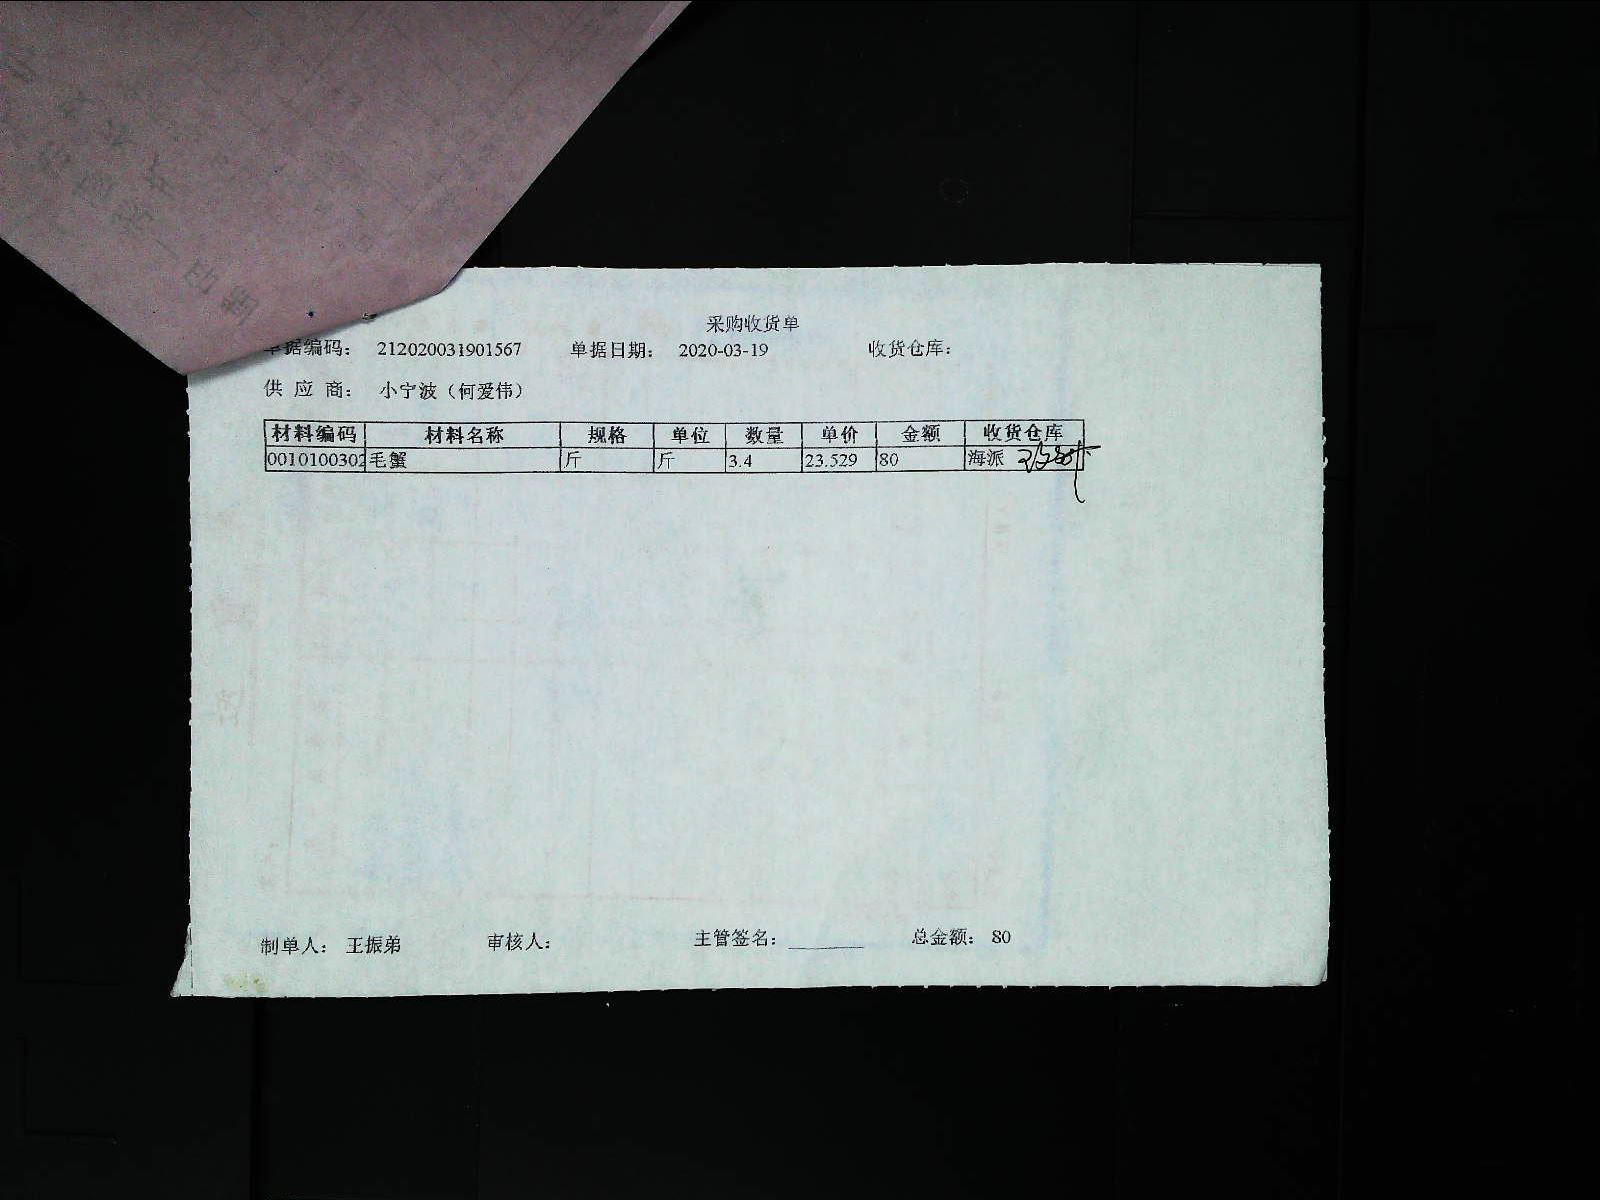 采购收货单
单据编码： 212020031901567 单据日期： 2020-03-19 收货仓库：
供 应 商： 小宁波（何爱伟）
材料编码 材料名称 规格 单位 数量 单价 金额 收货仓库
0010100302 毛蟹 斤 斤 3.4 23.529 80 海派
制单人： 王振弟 审核人： 主管签名： 总金额： 80